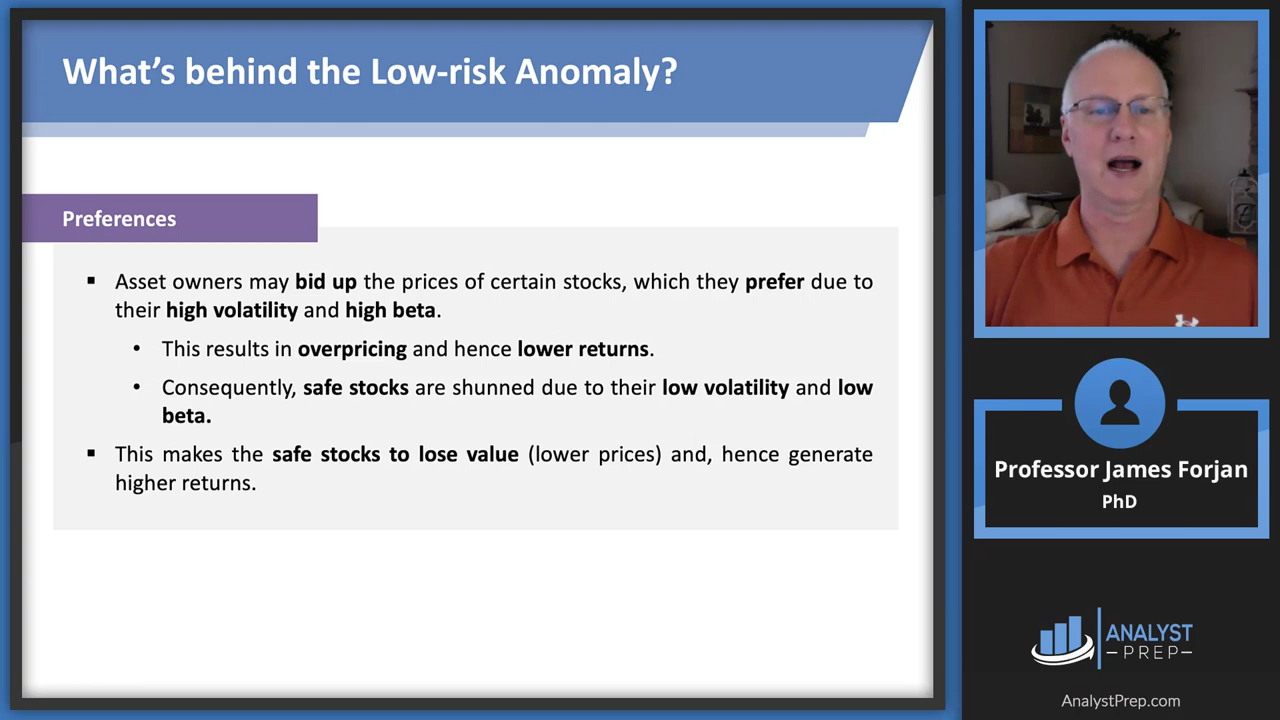 What's behind the Low-risk Anomaly?
Preferences
▪ Asset owners may bid up the prices of certain stocks, which they prefer due to
their high volatility and high beta.
• This results in overpricing and hence lower returns.
• Consequently, safe stocks are shunned due to their low volatility and low
beta.
▪ This makes the safe stocks to lose value (lower prices) and, hence generate
higher returns.
Professor James Forjan
PhD
ANALYST
PREP
AnalystPrep.com